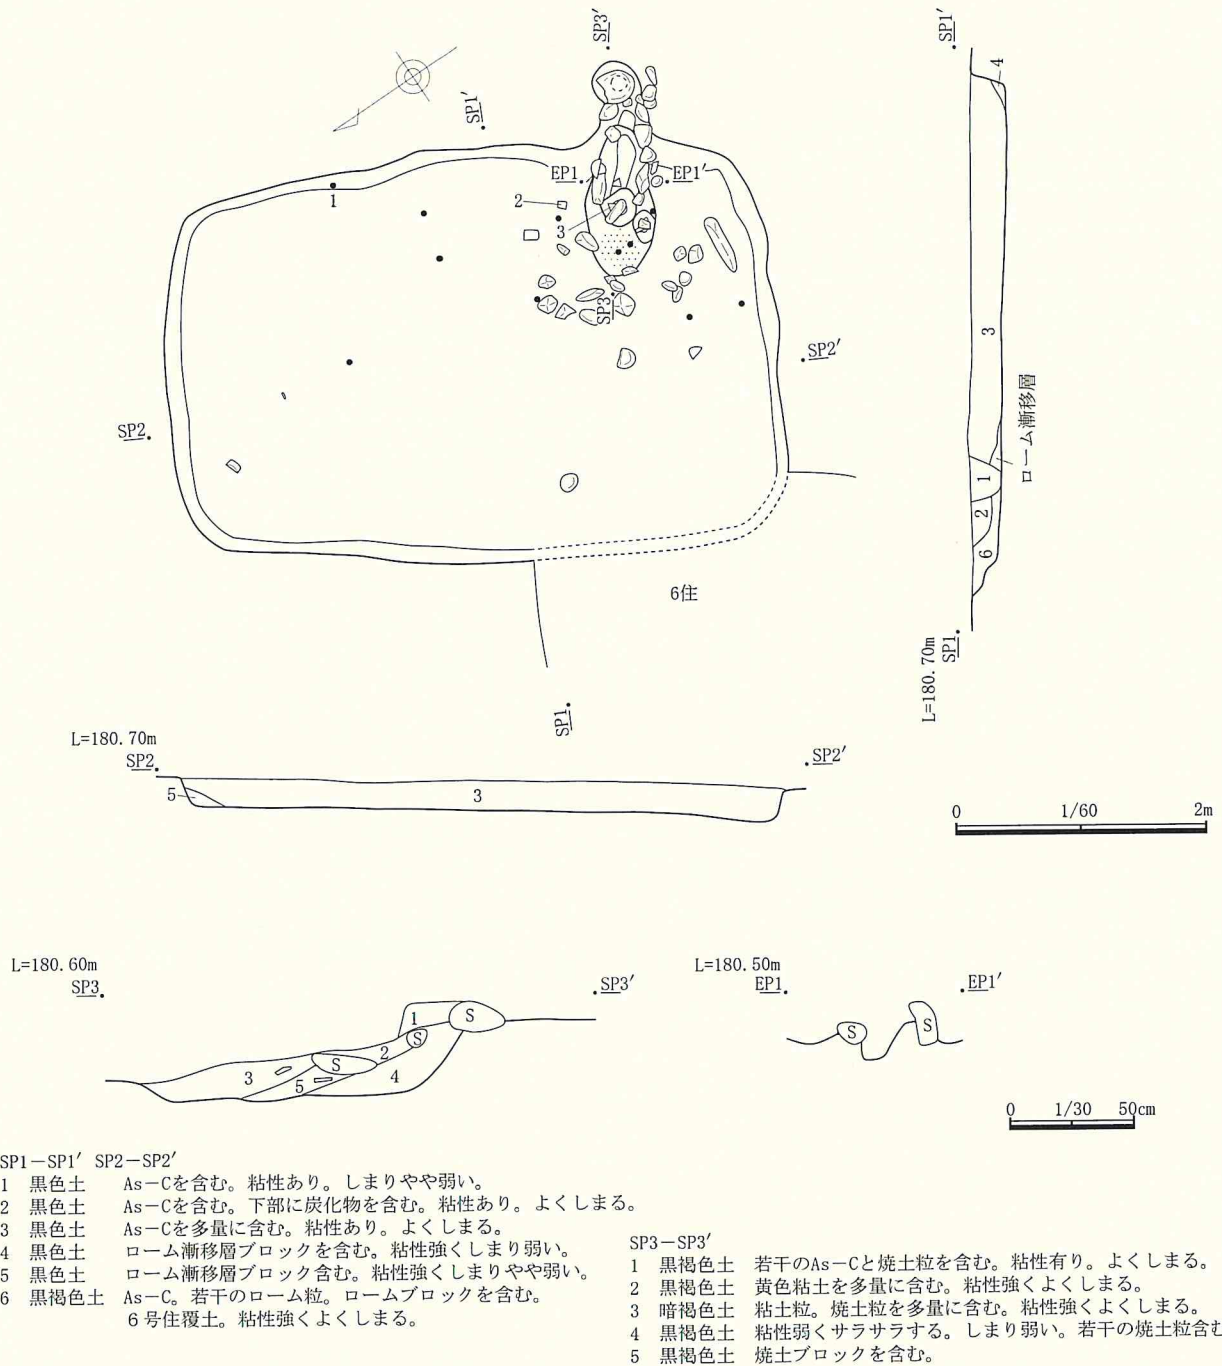 SP3′
SP1′
SP1′
4
EP1
EP1′
1
2
3
SP3
3
SP2′
ローム漸移層
SP2
1
2
6
6住
SP1
L=180.70m
SP1
L=180.70m
SP2
SP2′
5
3
0 1/60 2m
L=180.60m
SP3
SP3′
1
S
S
2
S
3
5
4
L=180.50m
EP1
EP1′
S
S
0 1/30 50cm
SP1−SP1′ SP2−SP2′
1 黒色土 As−Cを含む。粘性あり。しまりやや弱い。
2 黒色土 As−Cを含む。下部に炭化物を含む。粘性あり。よくしまる。
3 黒色土 As−Cを多量に含む。粘性あり。よくしまる。
4 黒色土 ローム漸移層ブロックを含む。粘性強くしまり弱い。
5 黒色土 ローム漸移層ブロック含む。粘性強くしまりやや弱い。
6 黒褐色土 As−C。若干のローム粒。ロームブロックを含む。
6号住覆土。粘性強くよくしまる。
SP3−SP3′
1 黒褐色土 若干のAs−Cと焼土粒を含む。粘性有り。よくしまる。
2 黒褐色土 黄色粘土を多量に含む。粘性強くよくしまる。
3 暗褐色土 粘土粒。焼土粒を多量に含む。粘性強くよくしまる。
4 黒褐色土 粘性弱くサラサラする。しまり弱い。若干の焼土粒含む
5 黒褐色土 焼土ブロックを含む。